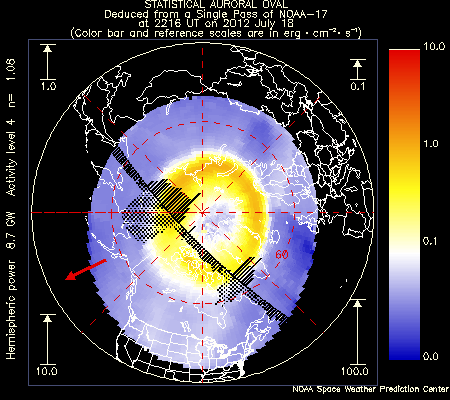 STATISTICAL AURORAL OVAL
Deduced from a Single Pass of NOAA-17
at 2216 UT on 2012 July 18
(Color bar and reference scales are in erg · cm⁻² · s⁻¹)
Hemispheric power 8.7 GW Activity level 4 n= 1.06
1.0
0.1
10.0
100.0
60
10.0
1.0
0.1
0.0
NOAA Space Weather Prediction Center